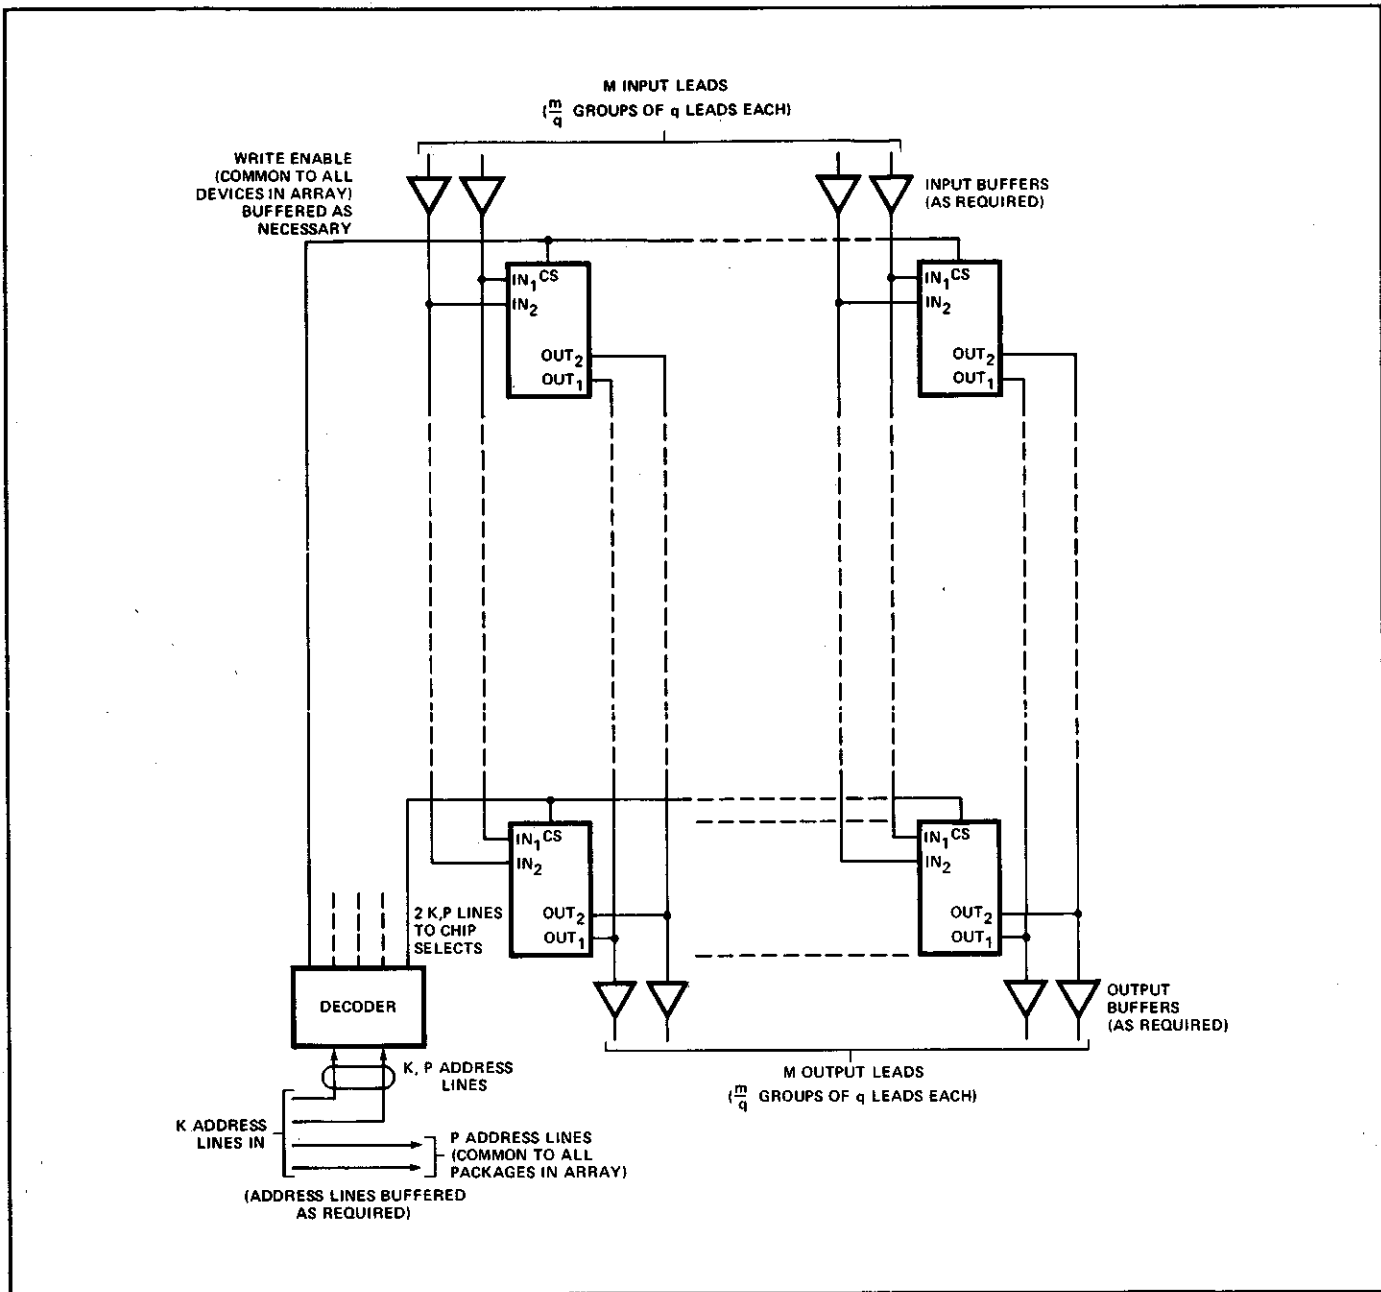 M INPUT LEADS
(m/q GROUPS OF q LEADS EACH)
WRITE ENABLE
(COMMON TO ALL
DEVICES IN ARRAY)
BUFFERED AS
NECESSARY
INPUT BUFFERS
(AS REQUIRED)
IN1 CS
IN2
OUT2
OUT1
IN1 CS
IN2
OUT2
OUT1
IN1 CS
IN2
OUT2
OUT1
IN1 CS
IN2
OUT2
OUT1
2 K,P LINES
TO CHIP
SELECTS
DECODER
OUTPUT
BUFFERS
(AS REQUIRED)
K, P ADDRESS
LINES
M OUTPUT LEADS
(m/q GROUPS OF q LEADS EACH)
K ADDRESS
LINES IN
P ADDRESS LINES
(COMMON TO ALL
PACKAGES IN ARRAY)
(ADDRESS LINES BUFFERED
AS REQUIRED)